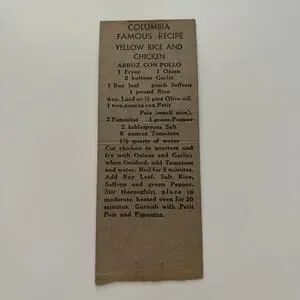 COLUMBIA
FAMOUS RECIPE
YELLOW RICE AND
CHICKEN
ARROZ CON POLLO
1 Fryer 1 Onion
2 buttons Garlic
1 Bay leaf pinch Saffron
1 pound Rice
4 oz. Lard or ½ pint Olive oil.
1 two ounces can Petit
Pois (small size).
2 Pimentos 1 green Pepper
2 tablespoons Salt
6 ounce Tomatoes
1½ quarts of water
Cut chicken in quarters and
fry with Onions and Garlic;
when finished, add Tomatoes
and water. Boil for 5 minutes.
Add Bay Leaf, Salt, Rice,
Saffron and green Pepper.
Stir thoroughly; place in
moderate heated oven for 20
minutes. Garnish with Petit
Pois and Pimentos.